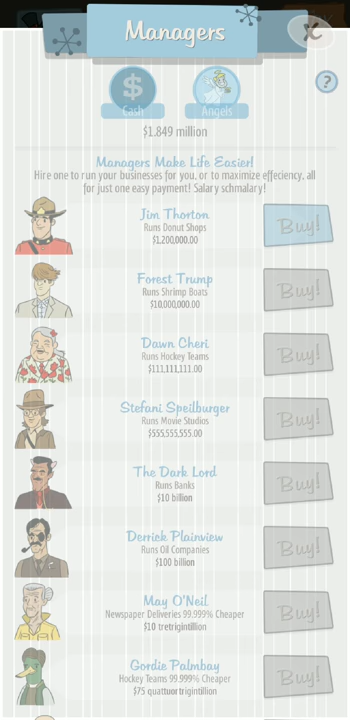 Managers
X
$
Cash
Angels
?
$1.849 million
Managers Make Life Easier!
Hire one to run your businesses for you, or to maximize effeciency, all
for just one easy payment! Salary schmalary!
Jim Thorton
Runs Donut Shops
$1,200,000.00
Buy!
Forest Trump
Runs Shrimp Boats
$10,000,000.00
Buy!
Dawn Cheri
Runs Hockey Teams
$111,111,111.00
Buy!
Stefani Speilburger
Runs Movie Studios
$555,555,555.00
Buy!
The Dark Lord
Runs Banks
$10 billion
Buy!
Derrick Plainview
Runs Oil Companies
$100 billion
Buy!
May O'Neil
Newspaper Deliveries 99.999% Cheaper
$10 tretrigintillion
Buy!
Gordie Palmbay
Hockey Teams 99.999% Cheaper
$75 quattuortrigintillion
Buy!